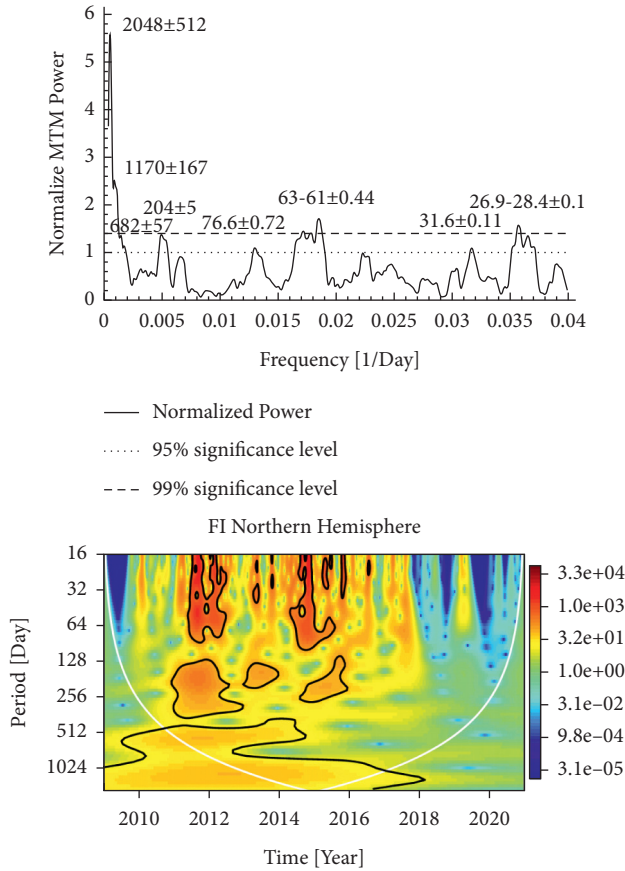 Normalize MTM Power
6
5
4
3
2
1
0
2048±512
1170±167
204±5
682±57
76.6±0.72
63-61±0.44
31.6±0.11
26.9-28.4±0.1
0 0.005 0.01 0.015 0.02 0.025 0.03 0.035 0.04
Frequency [1/Day]
Normalized Power
95% significance level
99% significance level
FI Northern Hemisphere
Period [Day]
16
32
64
128
256
512
1024
3.3e+04
1.0e+03
3.2e+01
1.0e+00
3.1e−02
9.8e−04
3.1e−05
2010 2012 2014 2016 2018 2020
Time [Year]